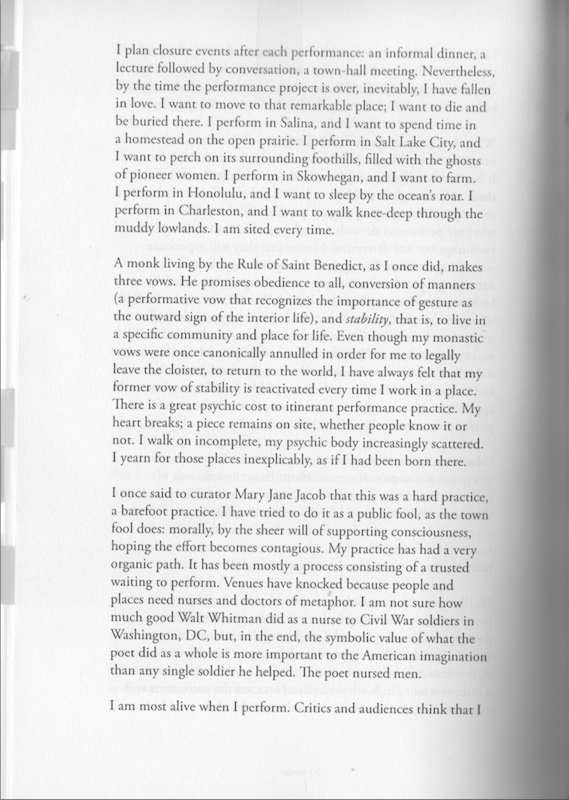 I plan closure events after each performance: an informal dinner, a
lecture followed by conversation, a town-hall meeting. Nevertheless,
by the time the performance project is over, inevitably, I have fallen
in love. I want to move to that remarkable place; I want to die and
be buried there. I perform in Salina, and I want to spend time in
a homestead on the open prairie. I perform in Salt Lake City, and
I want to perch on its surrounding foothills, filled with the ghosts
of pioneer women. I perform in Skowhegan, and I want to farm.
I perform in Honolulu, and I want to sleep by the ocean's roar. I
perform in Charleston, and I want to walk knee-deep through the
muddy lowlands. I am sited every time.
A monk living by the Rule of Saint Benedict, as I once did, makes
three vows. He promises obedience to all, conversion of manners
(a performative vow that recognizes the importance of gesture as
the outward sign of the interior life), and stability, that is, to live in
a specific community and place for life. Even though my monastic
vows were once canonically annulled in order for me to legally
leave the cloister, to return to the world, I have always felt that my
former vow of stability is reactivated every time I work in a place.
There is a great psychic cost to itinerant performance practice. My
heart breaks; a piece remains on site, whether people know it or
not. I walk on incomplete, my psychic body increasingly scattered.
I yearn for those places inexplicably, as if I had been born there.
I once said to curator Mary Jane Jacob that this was a hard practice,
a barefoot practice. I have tried to do it as a public fool, as the town
fool does: morally, by the sheer will of supporting consciousness,
hoping the effort becomes contagious. My practice has had a very
organic path. It has been mostly a process consisting of a trusted
waiting to perform. Venues have knocked because people and
places need nurses and doctors of metaphor. I am not sure how
much good Walt Whitman did as a nurse to Civil War soldiers in
Washington, DC, but, in the end, the symbolic value of what the
poet did as a whole is more important to the American imagination
than any single soldier he helped. The poet nursed men.
I am most alive when I perform. Critics and audiences think that I